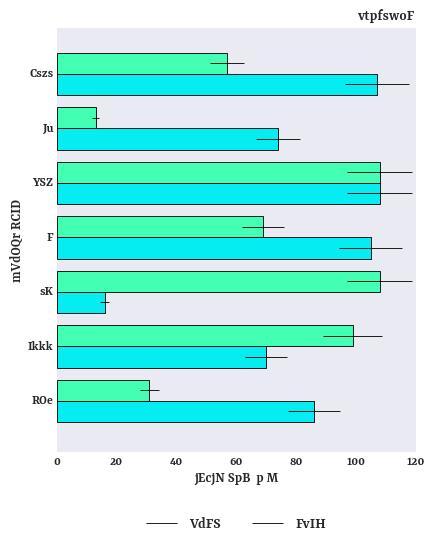 vtpfswoF
mVdOQr RCID
Cszs
Ju
YSZ
F
sK
Ikkk
ROe
0 20 40 60 80 100 120
jEcjN SpB p M
VdFS FvIH